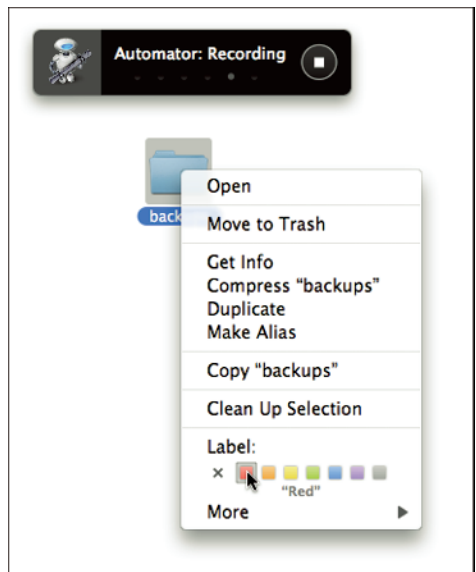 Automator: Recording
back
Open
Move to Trash
Get Info
Compress “backups”
Duplicate
Make Alias
Copy “backups”
Clean Up Selection
Label:
×
"Red"
More